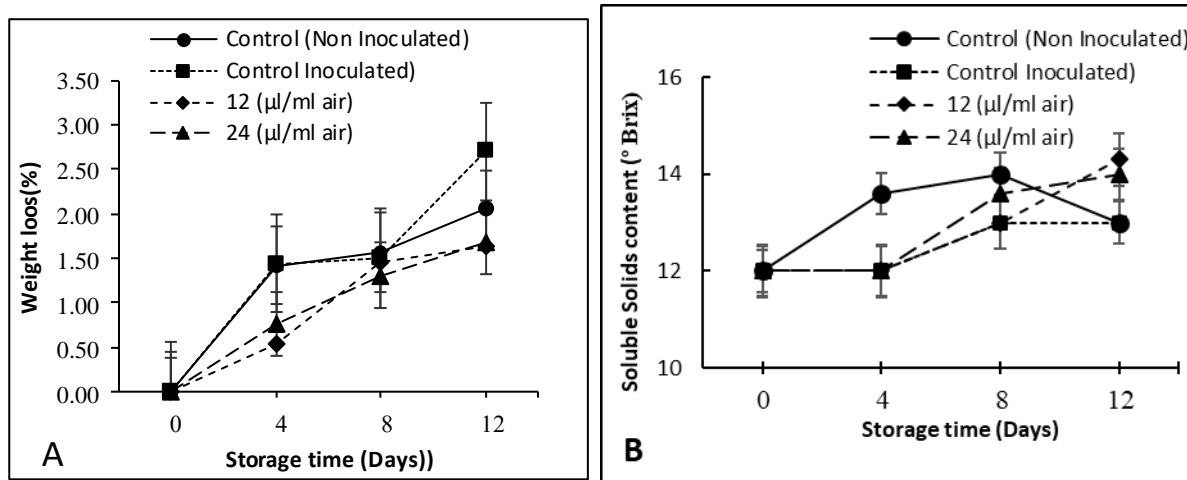 Control (Non Inoculated)
Control Inoculated)
12 (µl/ml air)
24 (µl/ml air)
3.50
3.00
2.50
2.00
1.50
1.00
0.50
0.00
Weight loos(%)
0 4 8 12
Storage time (Days))
A
Control (Non Inoculated)
Control Inoculated)
12 (µl/ml air)
24 (µl/ml air)
16
14
12
10
Soluble Solids content (° Brix)
0 4 8 12
Storage time (Days)
B